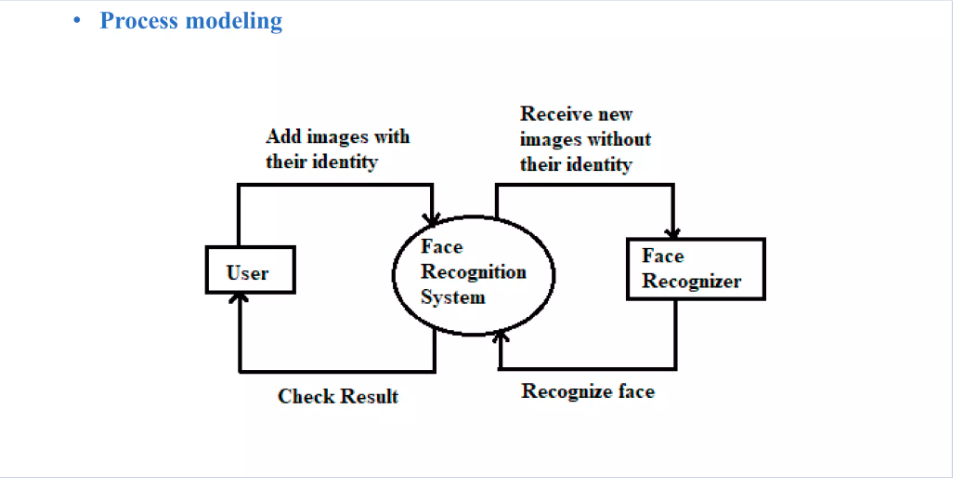 • Process modeling
Add images with
their identity
Receive new
images without
their identity
User
Face
Recognition
System
Face
Recognizer
Check Result
Recognize face